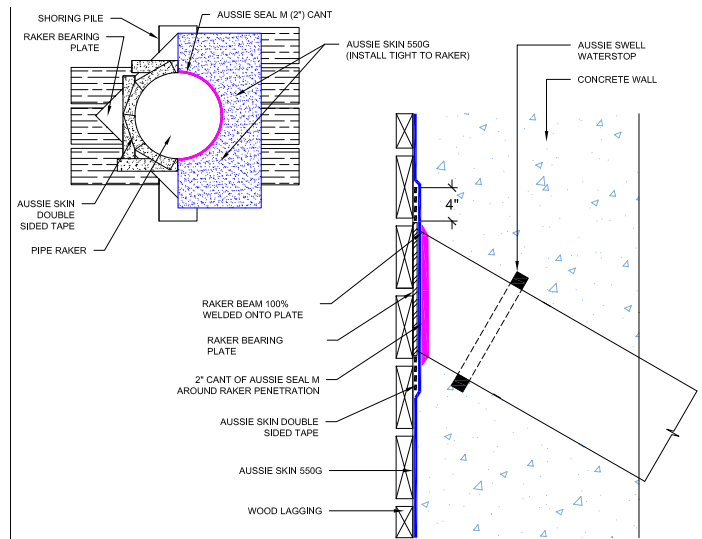 SHORING PILE
AUSSIE SEAL M (2") CANT
RAKER BEARING
PLATE
AUSSIE SKIN 550G
(INSTALL TIGHT TO RAKER)
AUSSIE SWELL
WATERSTOP
CONCRETE WALL
AUSSIE SKIN
DOUBLE
SIDED TAPE
PIPE RAKER
4"
RAKER BEAM 100%
WELDED ONTO PLATE
RAKER BEARING
PLATE
2" CANT OF AUSSIE SEAL M
AROUND RAKER PENETRATION
AUSSIE SKIN DOUBLE
SIDED TAPE
AUSSIE SKIN 550G
WOOD LAGGING